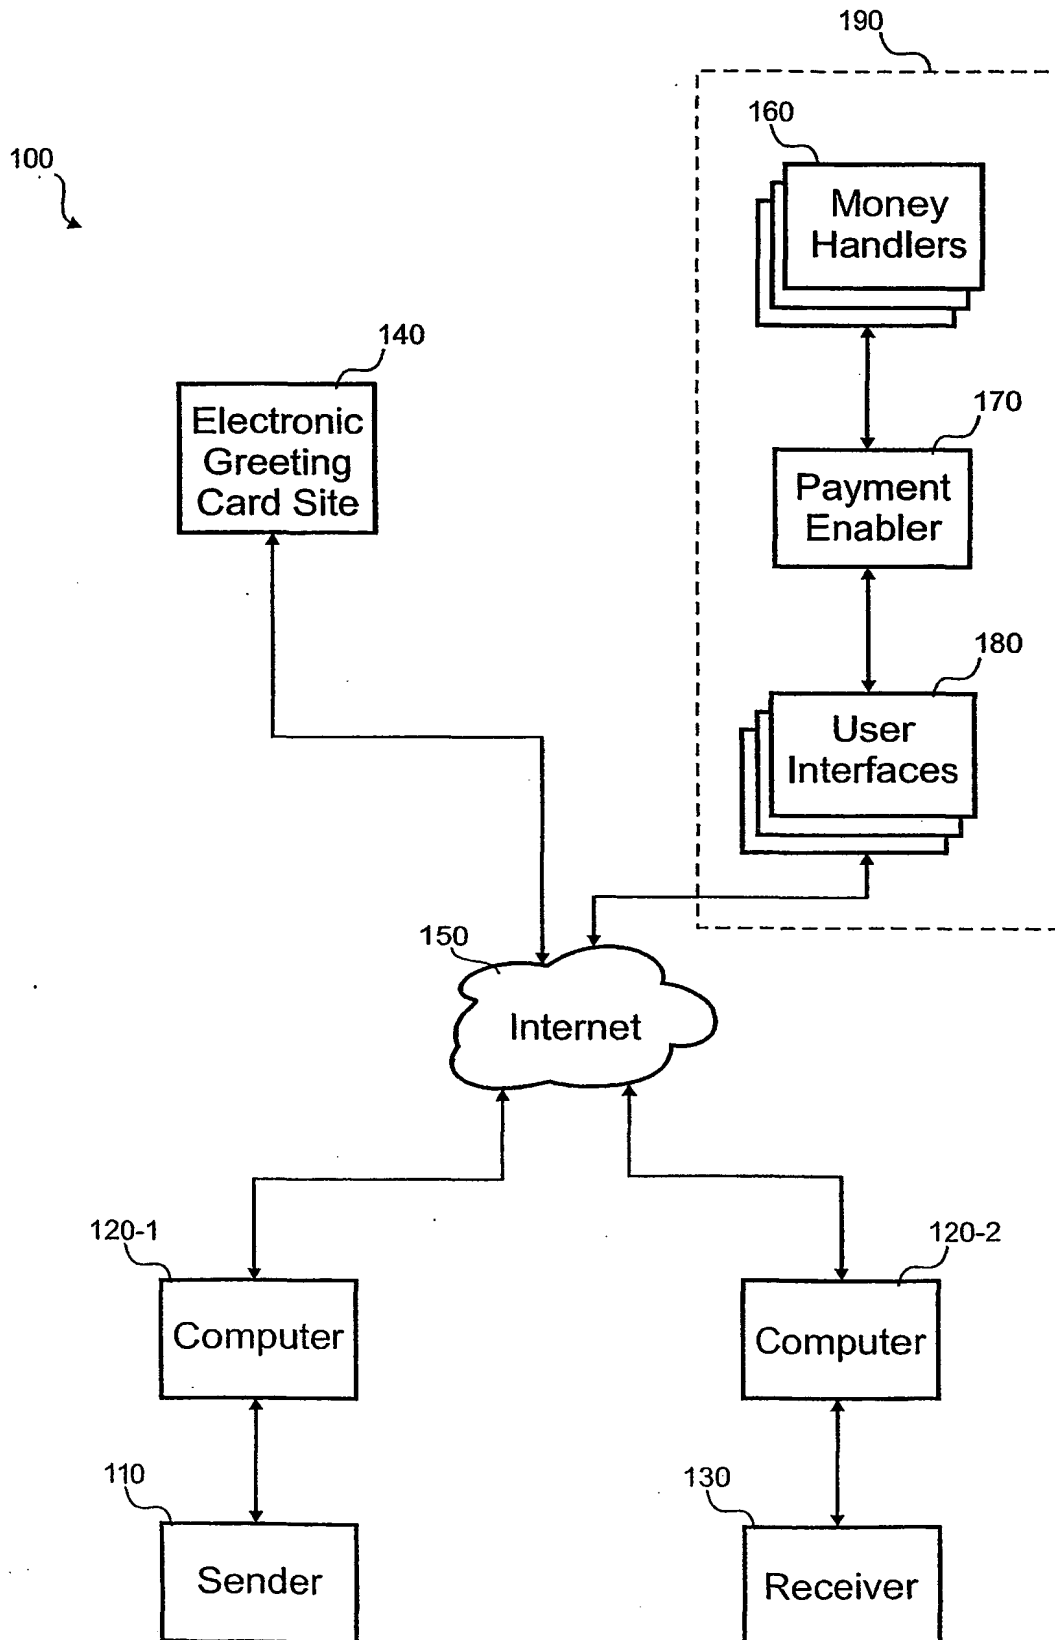 190
160
100
Money
Handlers
140
170
Electronic
Greeting
Card Site
Payment
Enabler
180
User
Interfaces
150
Internet
120-1
120-2
Computer
Computer
110
130
Sender
Receiver